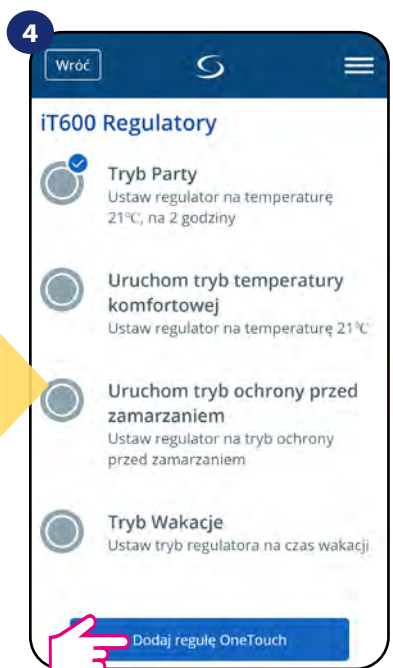 4
Wróć
iT600 Regulatory
Tryb Party
Ustaw regulator na temperaturę
21°C, na 2 godziny
Uruchom tryb temperatury
komfortowej
Ustaw regulator na temperaturę 21°C
Uruchom tryb ochrony przed
zamarzaniem
Ustaw regulator na tryb ochrony
przed zamarzaniem
Tryb Wakacje
Ustaw tryb regulatora na czas wakacji
Dodaj regułę OneTouch